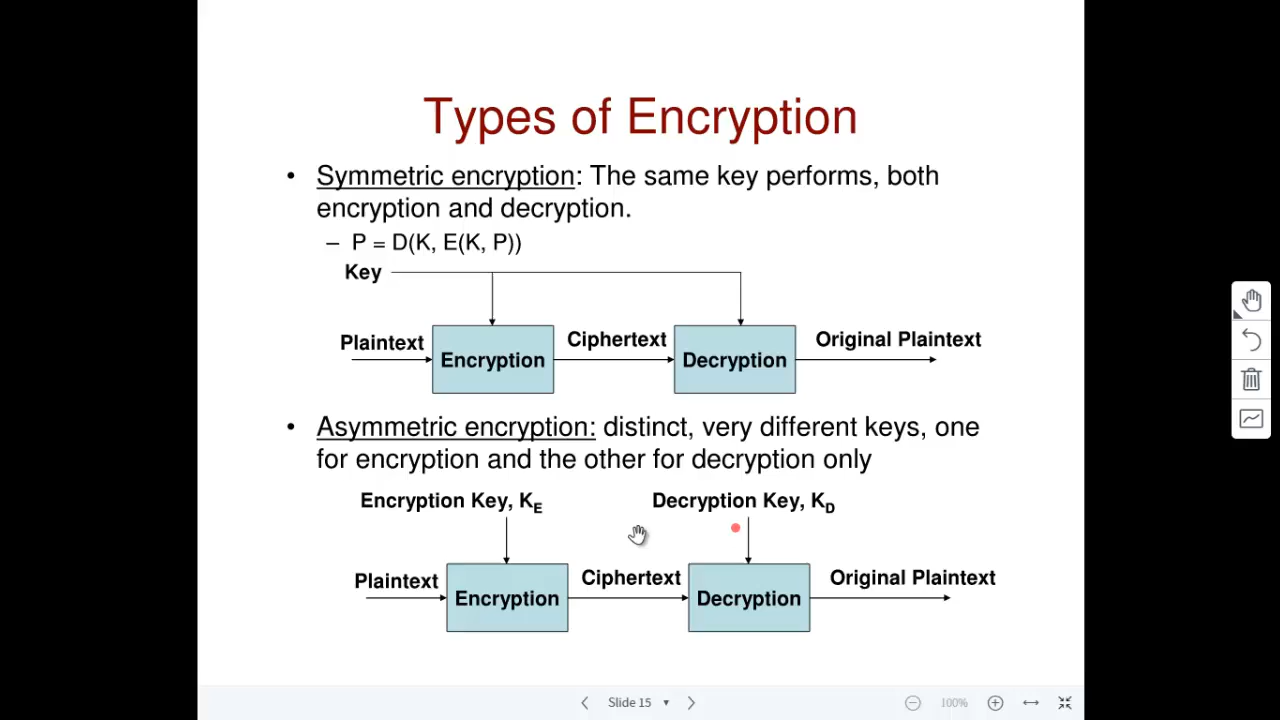 Types of Encryption
• Symmetric encryption: The same key performs, both
encryption and decryption.
– P = D(K, E(K, P))
Key
Plaintext
Encryption
Ciphertext
Decryption
Original Plaintext
• Asymmetric encryption: distinct, very different keys, one
for encryption and the other for decryption only
Encryption Key, KE
Decryption Key, KD
Plaintext
Encryption
Ciphertext
Decryption
Original Plaintext
Slide 15
100%